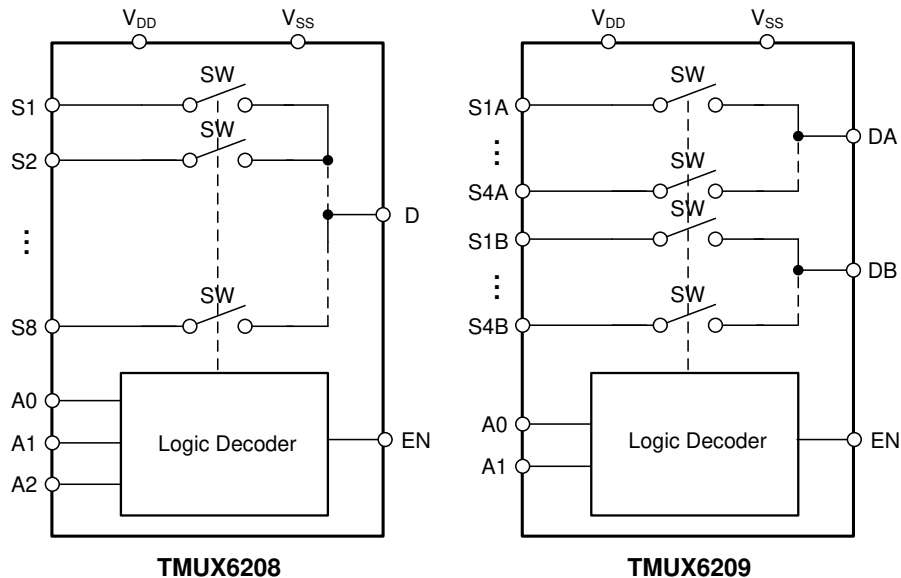 VDD
VSS
SW
S1
SW
S2
D
⋮
SW
S8
A0
A1
A2
Logic Decoder
EN
TMUX6208
VDD
VSS
SW
S1A
DA
⋮
SW
S4A
SW
S1B
DB
⋮
SW
S4B
A0
A1
Logic Decoder
EN
TMUX6209